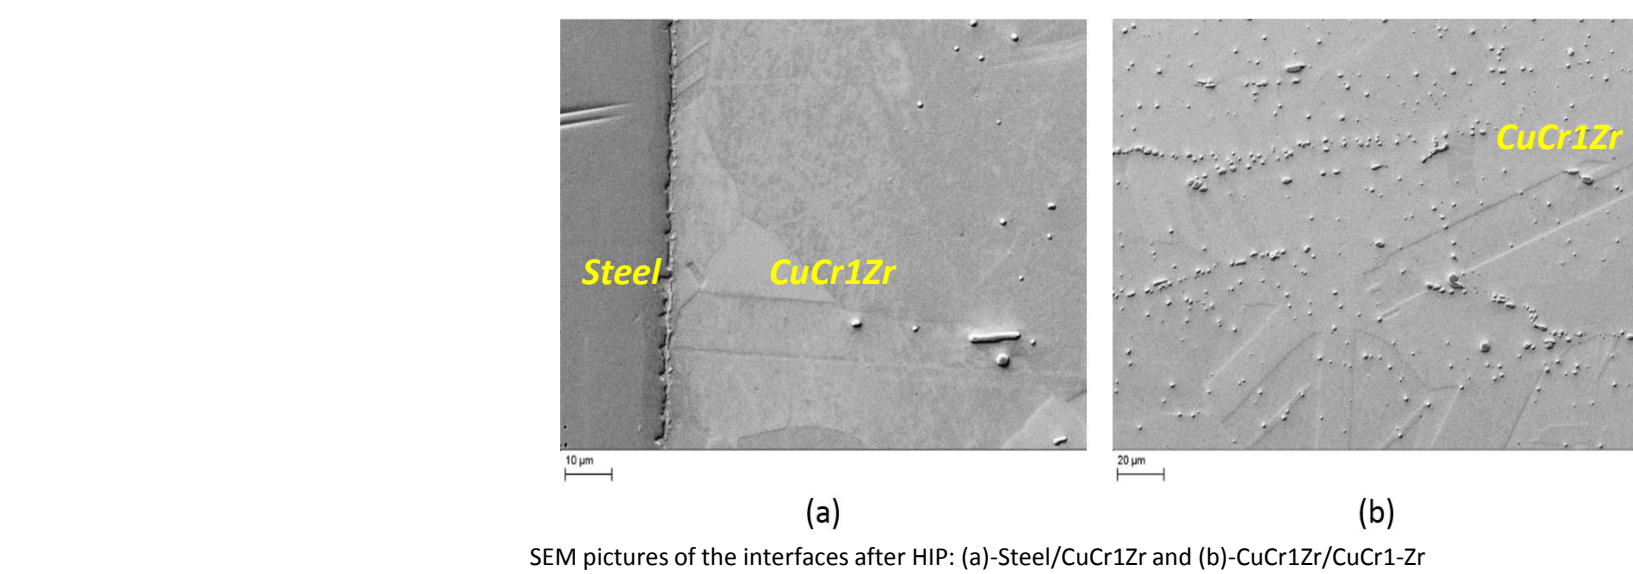 Steel
CuCr1Zr
CuCr1Zr
10 µm
20 µm
(a)
(b)
SEM pictures of the interfaces after HIP: (a)-Steel/CuCr1Zr and (b)-CuCr1Zr/CuCr1-Zr